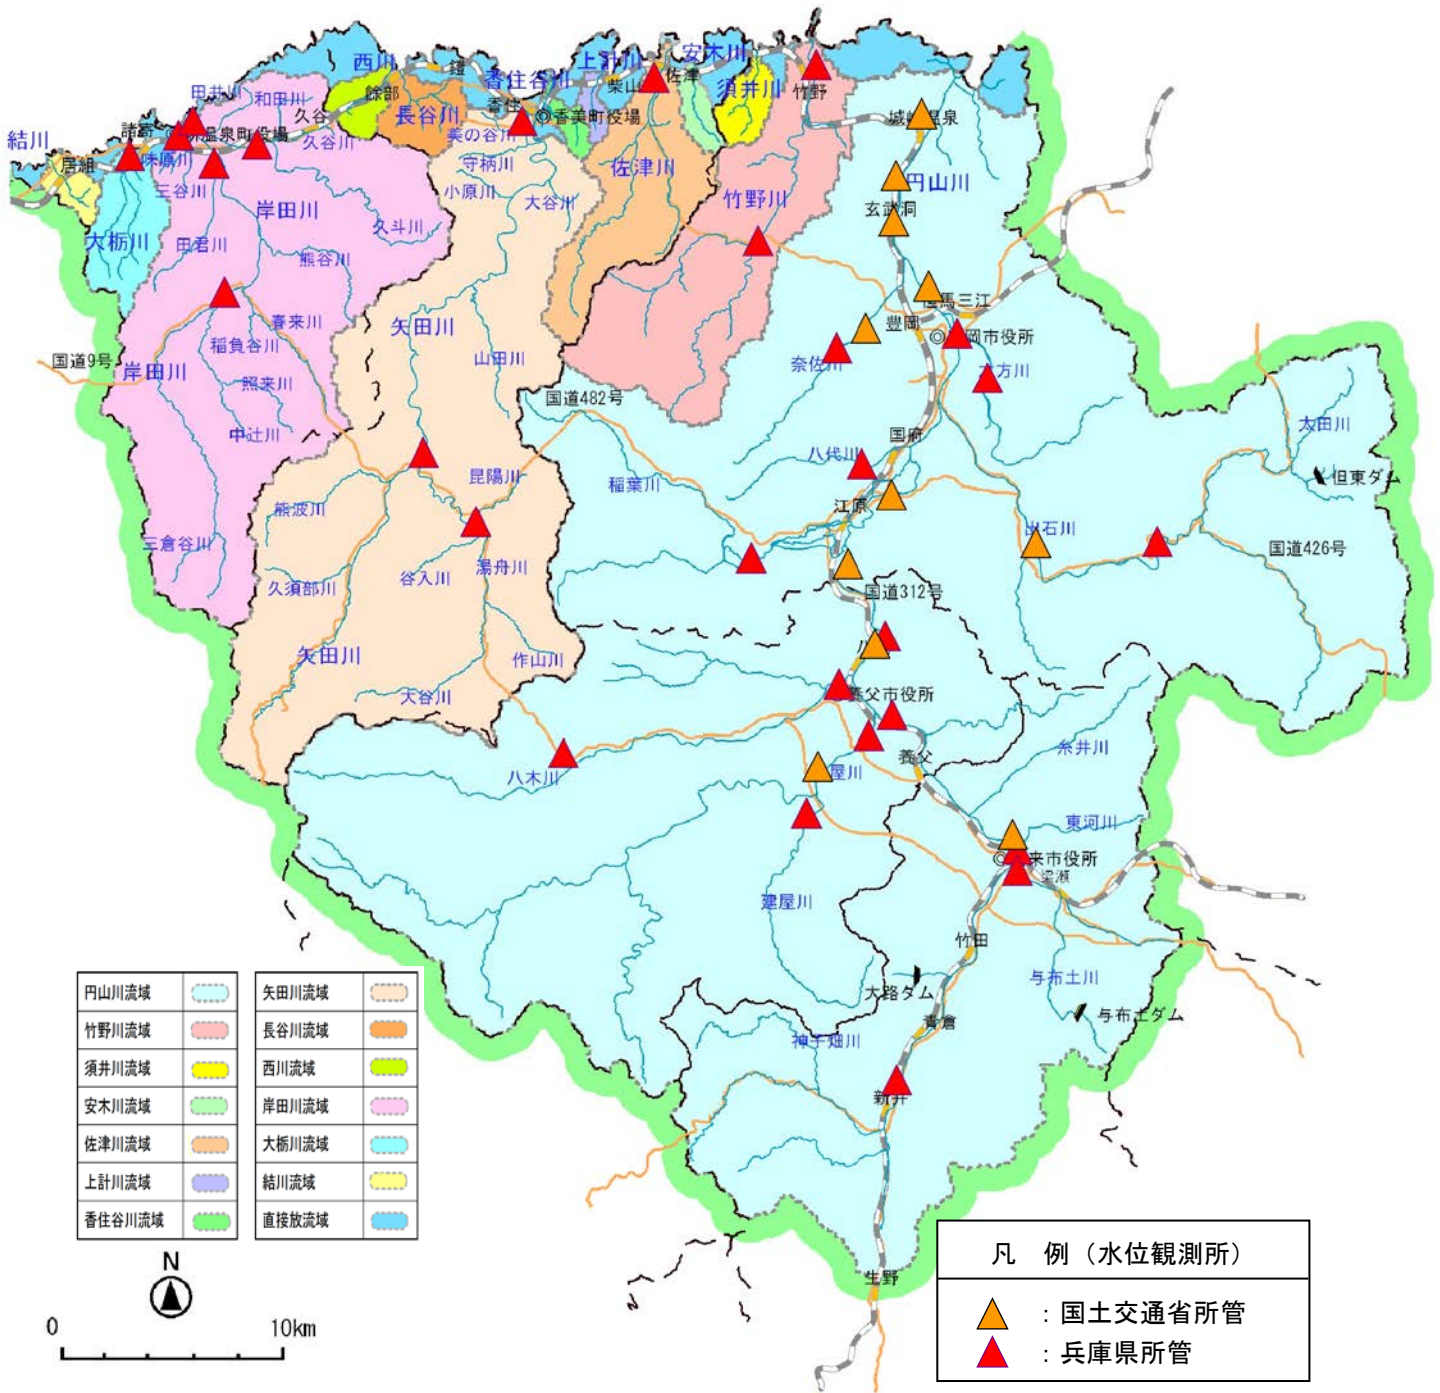 西川
鎧
上計川
安木川
香住谷川
柴山
佐津
須井川
竹野
田井川
和田川
久谷
餘部
長谷川
香住
香美町役場
城崎温泉
結川
諸寄
温泉町役場
久谷川
美の谷川
居組
味原川
守柄川
佐津川
円山川
三谷川
小原川
大谷川
竹野川
岸田川
玄武洞
大栃川
田君川
久斗川
熊谷川
但馬三江
春来川
矢田川
豊岡
豊岡市役所
稲負谷川
山田川
国道9号
岸田川
照来川
奈佐川
六方川
国道482号
中辻川
国府
太田川
八代川
昆陽川
稲葉川
但東ダム
熊波川
江原
出石川
三倉谷川
国道426号
湯舟川
谷入川
久須部川
国道312号
矢田川
作山川
八鹿
大谷川
養父市役所
糸井川
養父
八木川
屋川
東河川
朝来市役所
梁瀬
建屋川
竹田
与布土川
大路ダム
与布土ダム
青倉
神子畑川
新井
生野
円山川流域
矢田川流域
竹野川流域
長谷川流域
須井川流域
西川流域
安木川流域
岸田川流域
佐津川流域
大栃川流域
上計川流域
結川流域
香住谷川流域
直接放流域
N
0
10km
凡 例（水位観測所）
：国土交通省所管
：兵庫県所管